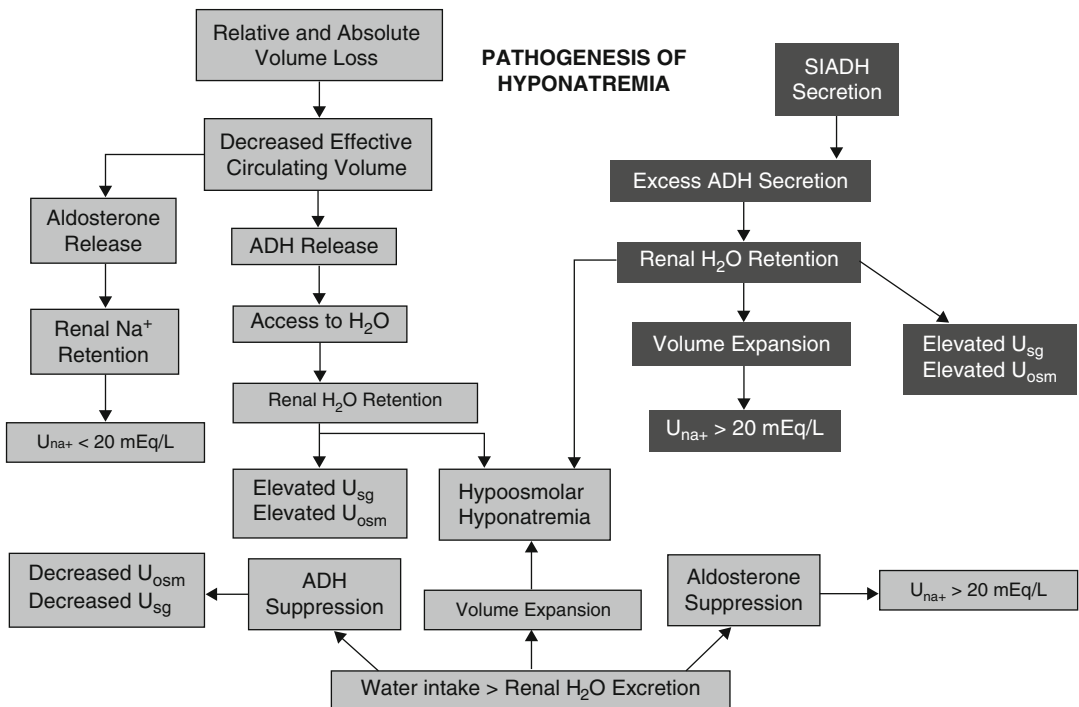 Relative and Absolute
Volume Loss
PATHOGENESIS OF
HYPONATREMIA
SIADH
Secretion
Decreased Effective
Circulating Volume
Excess ADH Secretion
Aldosterone
Release
ADH Release
Renal H₂O Retention
Access to H₂O
Renal Na⁺
Retention
Volume Expansion
Elevated Usg
Elevated Uosm
Renal H₂O Retention
Una+ < 20 mEq/L
Una+ > 20 mEq/L
Elevated Usg
Elevated Uosm
Hypoosmolar
Hyponatremia
Decreased Uosm
Decreased Usg
ADH
Suppression
Volume Expansion
Aldosterone
Suppression
Una+ > 20 mEq/L
Water intake > Renal H₂O Excretion